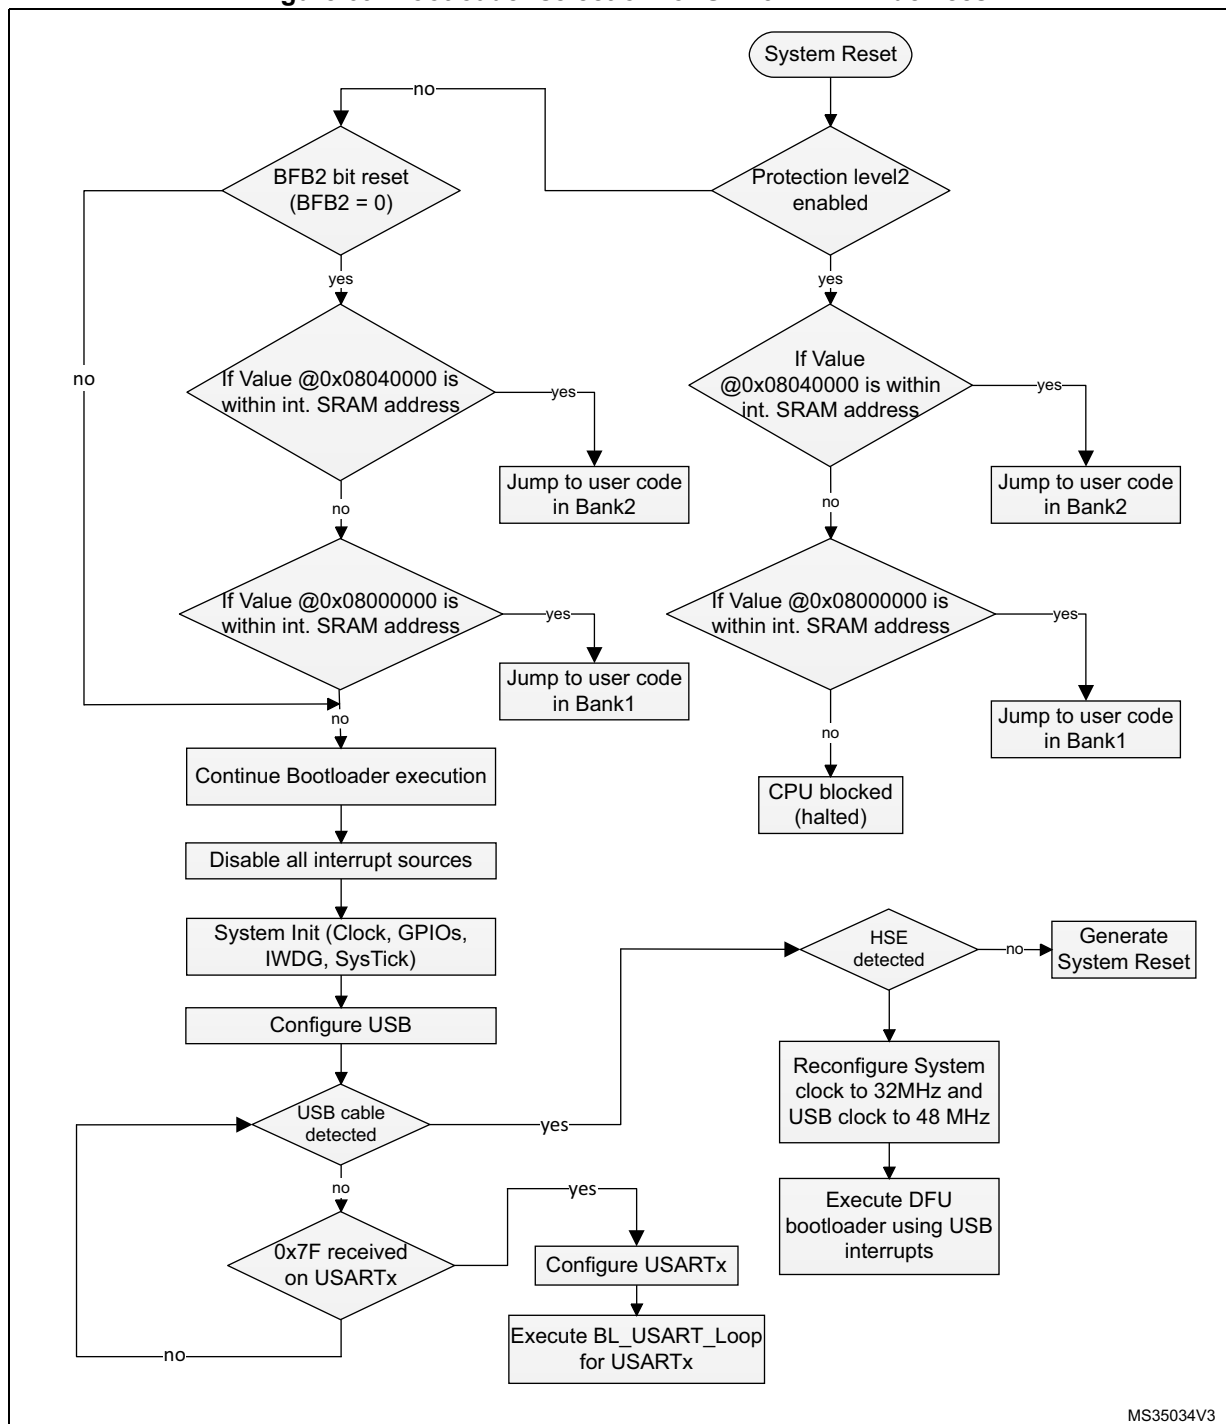 System Reset
no
BFB2 bit reset
(BFB2 = 0)
Protection level2
enabled
yes
yes
no
If Value @0x08040000 is
within int. SRAM address
yes
If Value
@0x08040000 is within
int. SRAM address
yes
Jump to user code
in Bank2
Jump to user code
in Bank2
no
no
If Value @0x08000000 is
within int. SRAM address
yes
If Value @0x08000000 is
within int. SRAM address
yes
Jump to user code
in Bank1
Jump to user code
in Bank1
no
no
Continue Bootloader execution
CPU blocked
(halted)
Disable all interrupt sources
System Init (Clock, GPIOs,
IWDG, SysTick)
HSE
detected
no
Generate
System Reset
Configure USB
Reconfigure System
clock to 32MHz and
USB clock to 48 MHz
USB cable
detected
yes
no
yes
Execute DFU
bootloader using USB
interrupts
0x7F received
on USARTx
Configure USARTx
Execute BL_USART_Loop
for USARTx
no
MS35034V3